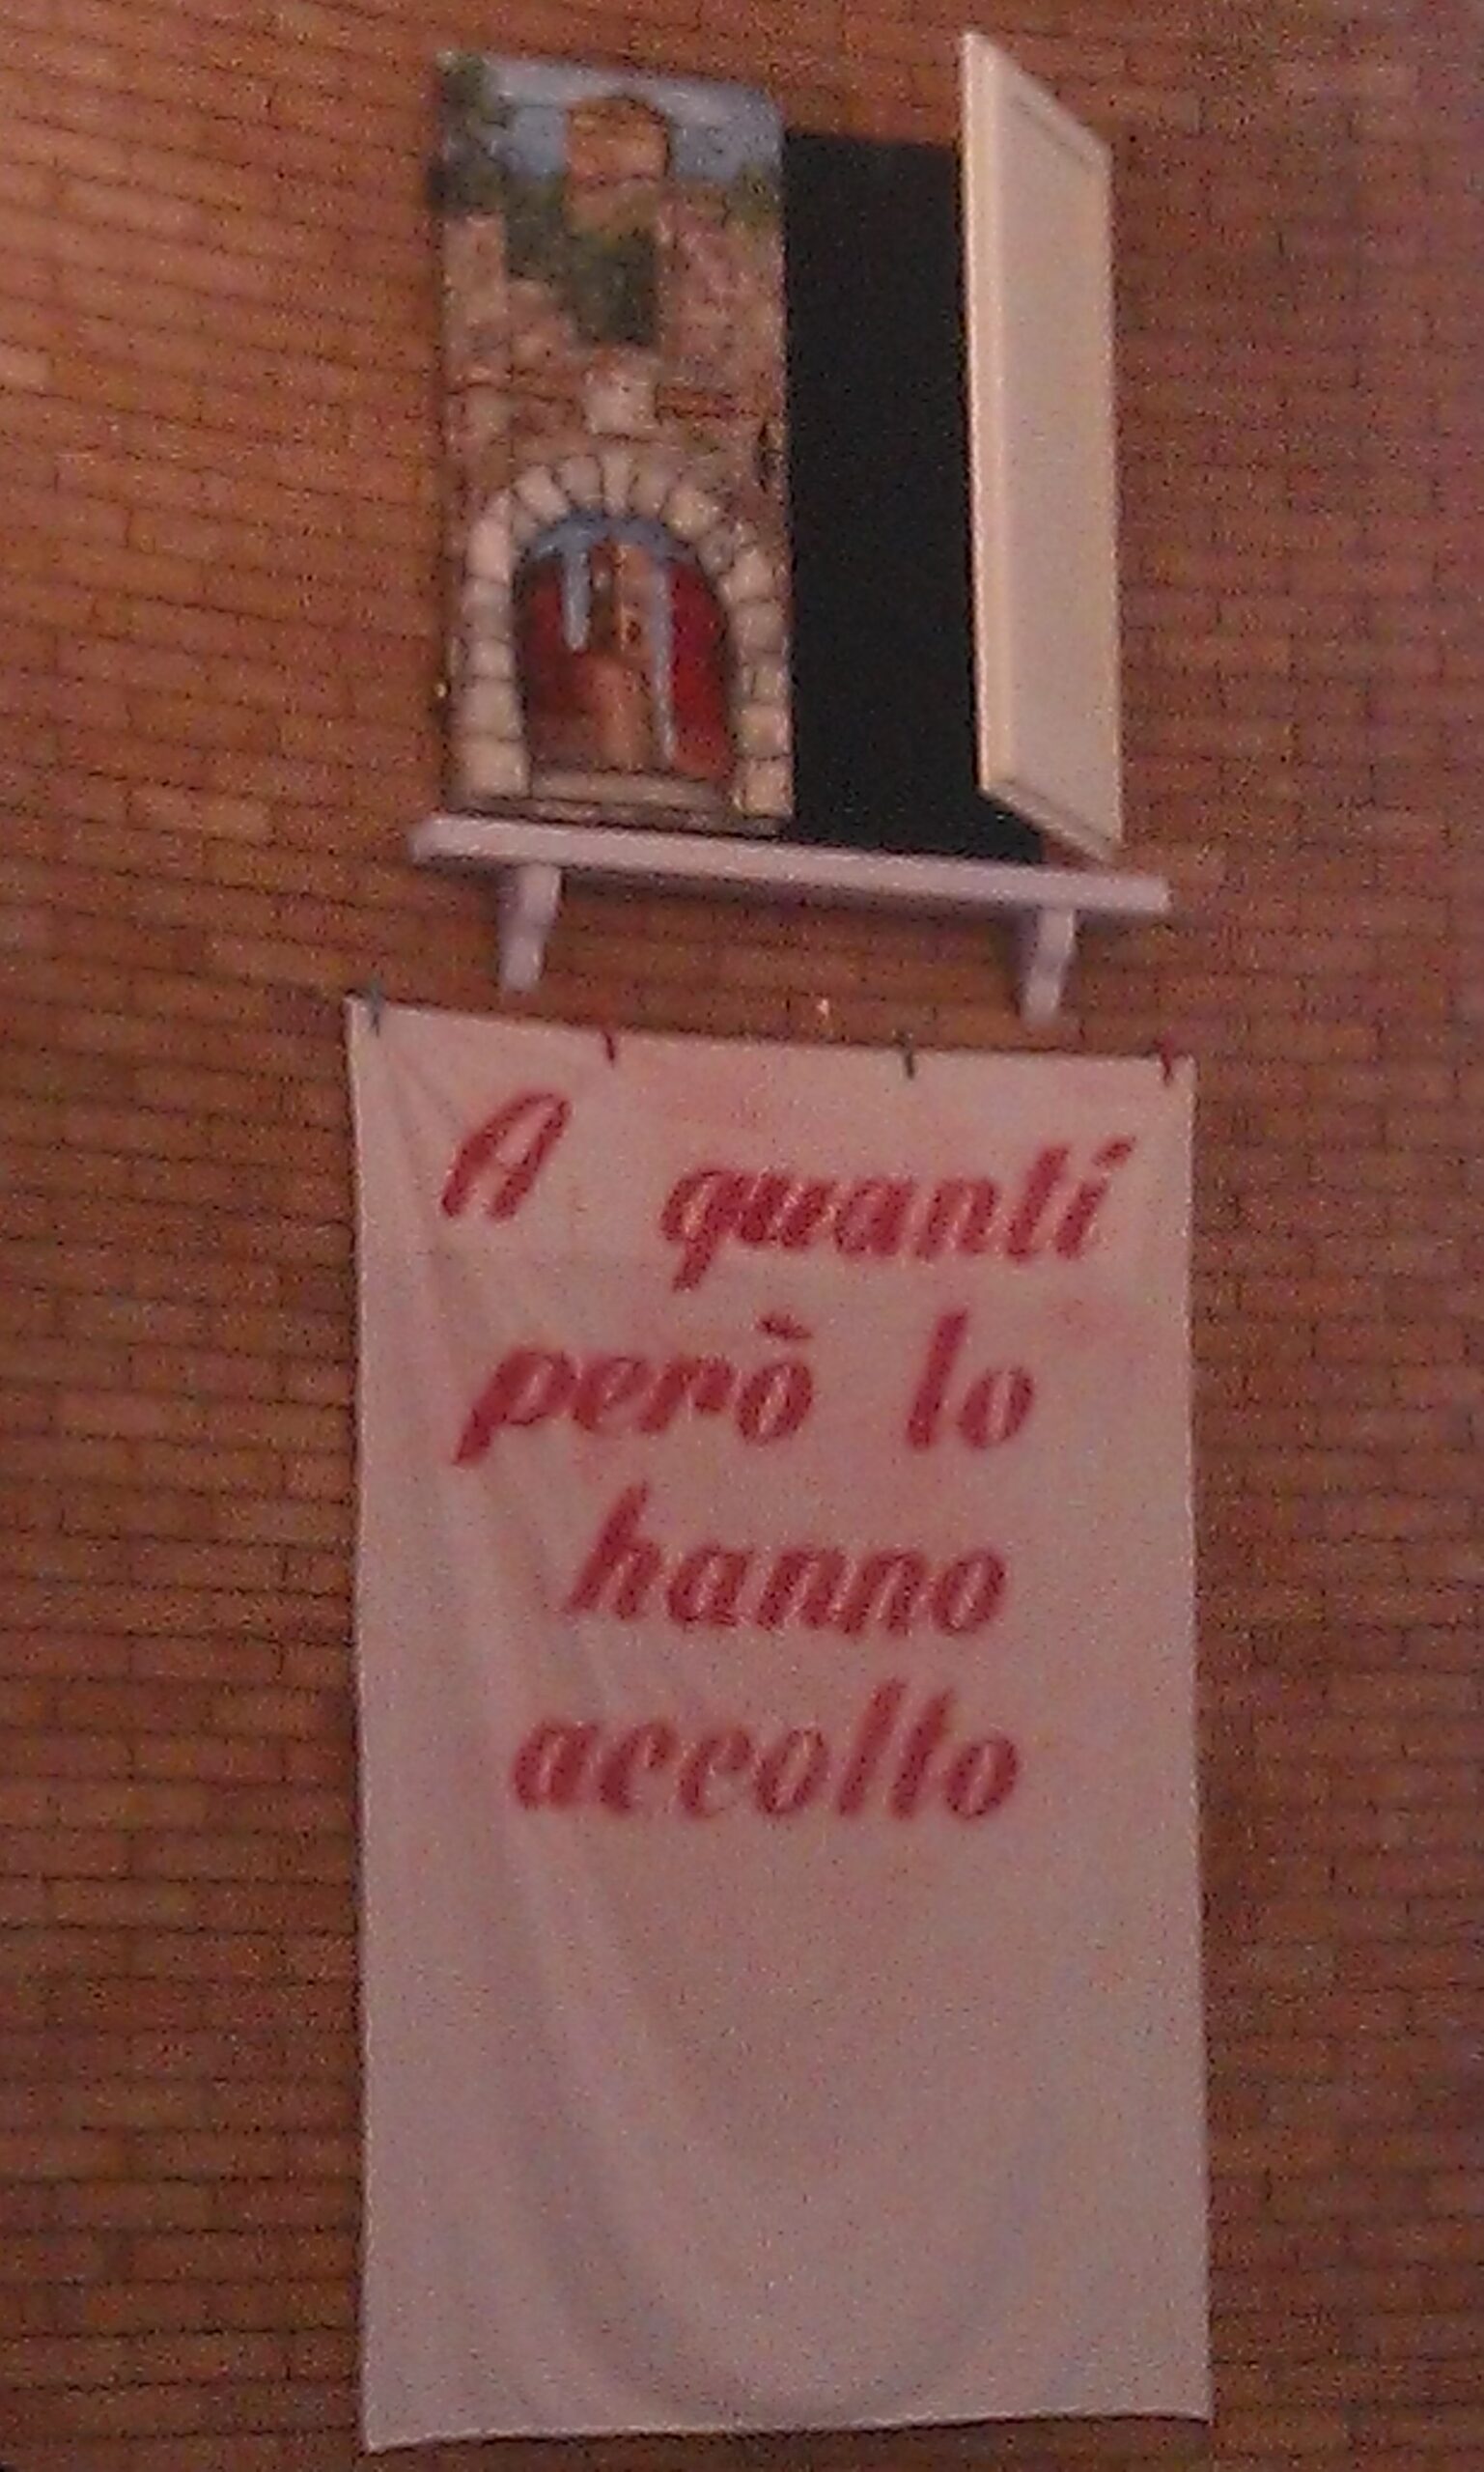 A quanti
però lo
hanno
accolto